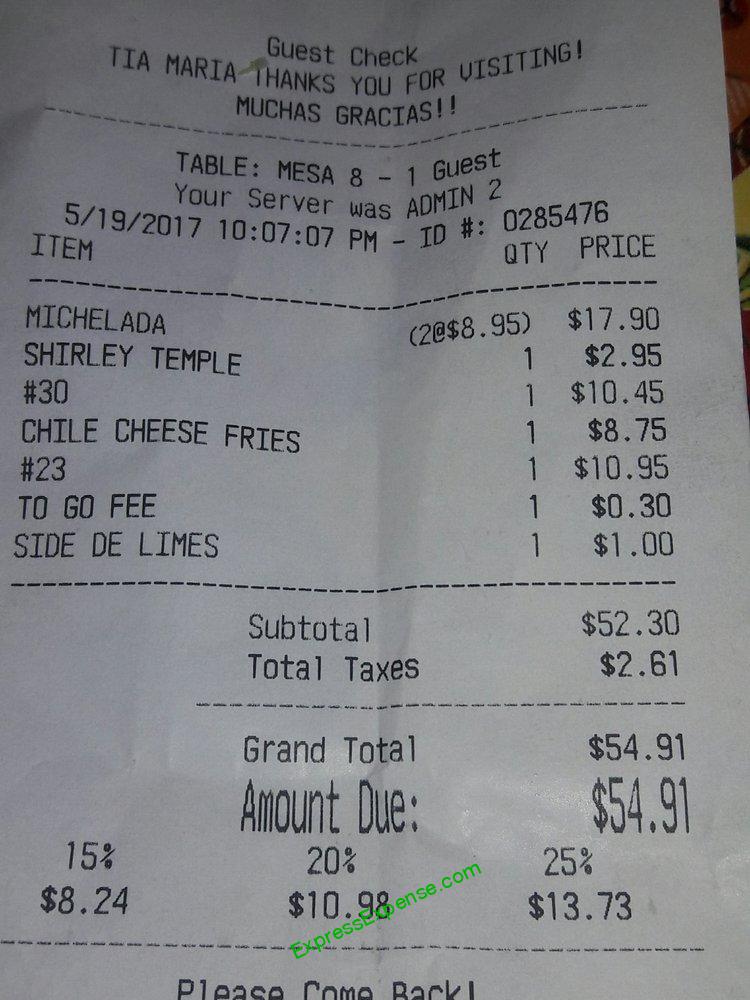 Guest Check
TIA MARIA THANKS YOU FOR VISITING!
MUCHAS GRACIAS!!
TABLE: MESA 8 - 1 Guest
Your Server was ADMIN 2
5/19/2017 10:07:07 PM - ID #: 0285476
ITEM QTY PRICE
MICHELADA (2@$8.95) $17.90
SHIRLEY TEMPLE 1 $2.95
#30 1 $10.45
CHILE CHEESE FRIES 1 $8.75
#23 1 $10.95
TO GO FEE 1 $0.30
SIDE DE LIMES 1 $1.00
Subtotal $52.30
Total Taxes $2.61
Grand Total $54.91
Amount Due: $54.91
15% 20% 25%
$8.24 $10.98 $13.73
ExpressExpense.com
Please Come Back!